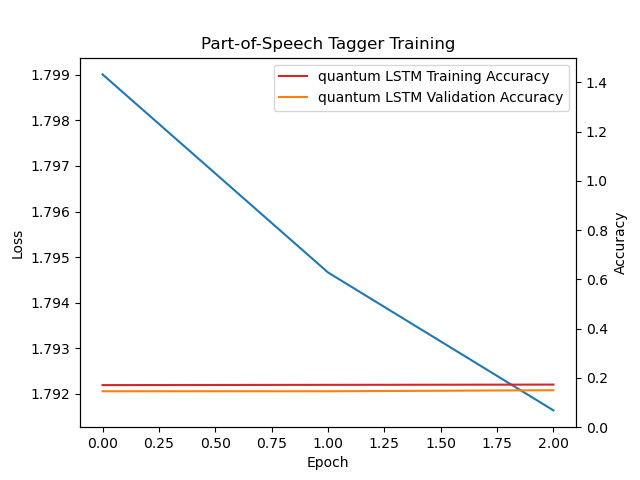 Part-of-Speech Tagger Training
quantum LSTM Training Accuracy
quantum LSTM Validation Accuracy
1.799
1.798
1.797
1.796
1.795
1.794
1.793
1.792
Loss
1.4
1.2
1.0
0.8
0.6
0.4
0.2
0.0
Accuracy
0.00 0.25 0.50 0.75 1.00 1.25 1.50 1.75 2.00
Epoch